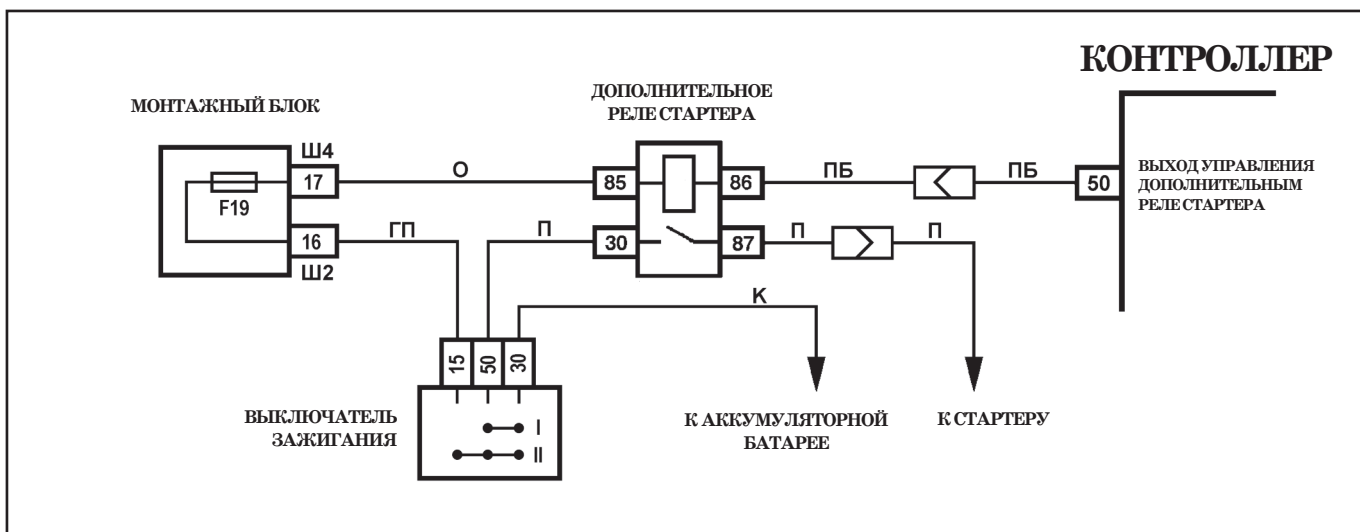 КОНТРОЛЛЕР
МОНТАЖНЫЙ БЛОК
ДОПОЛНИТЕЛЬНОЕ
РЕЛЕ СТАРТЕРА
Ш4
17
F19
16
Ш2
О
ГП
П
85
86
30
87
ПБ
ПБ
50
ВЫХОД УПРАВЛЕНИЯ
ДОПОЛНИТЕЛЬНЫМ
РЕЛЕ СТАРТЕРА
П
П
К
15
50
30
I
II
ВЫКЛЮЧАТЕЛЬ
ЗАЖИГАНИЯ
К АККУМУЛЯТОРНОЙ
БАТАРЕЕ
К СТАРТЕРУ